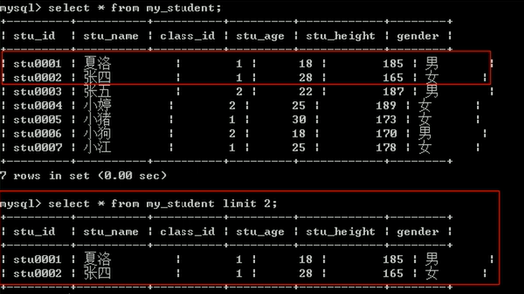 mysql> select * from my_student;
+---------+----------+----------+---------+------------+--------+
| stu_id | stu_name | class_id | stu_age | stu_height | gender |
+---------+----------+----------+---------+------------+--------+
| stu0001 | 夏洛 | 1 | 18 | 185 | 男 |
| stu0002 | 张四 | 1 | 28 | 165 | 女 |
| stu0003 | 张五 | 2 | 22 | 187 | 男 |
| stu0004 | 小婷 | 2 | 25 | 189 | 女 |
| stu0005 | 小猪 | 1 | 30 | 173 | 女 |
| stu0006 | 小狗 | 2 | 18 | 170 | 男 |
| stu0007 | 小江 | 1 | 25 | 178 | 女 |
+---------+----------+----------+---------+------------+--------+
7 rows in set (0.00 sec)
mysql> select * from my_student limit 2;
+---------+----------+----------+---------+------------+--------+
| stu_id | stu_name | class_id | stu_age | stu_height | gender |
+---------+----------+----------+---------+------------+--------+
| stu0001 | 夏洛 | 1 | 18 | 185 | 男 |
| stu0002 | 张四 | 1 | 28 | 165 | 女 |
+---------+----------+----------+---------+------------+--------+